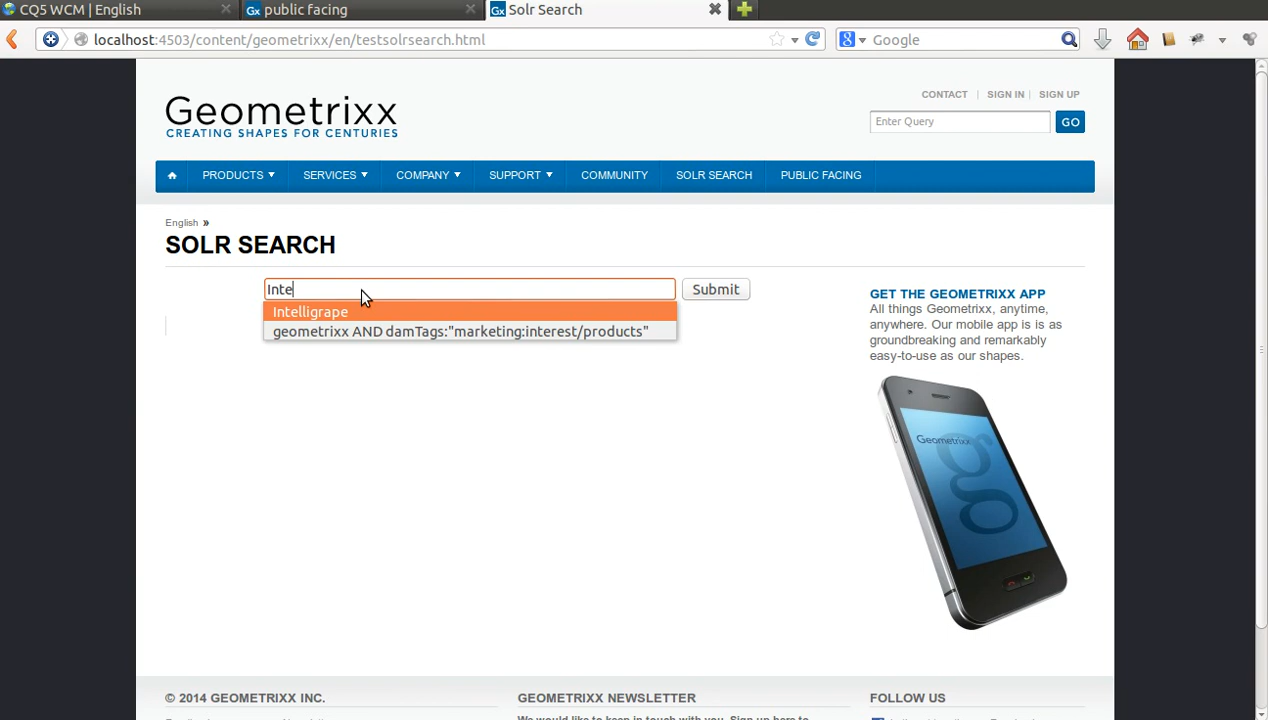 CQ5 WCM | English
public facing
Solr Search
localhost:4503/content/geometrixx/en/testsolrsearch.html
Google
CONTACT | SIGN IN | SIGN UP
Geometrixx
CREATING SHAPES FOR CENTURIES
Enter Query
GO
PRODUCTS SERVICES COMPANY SUPPORT COMMUNITY SOLR SEARCH PUBLIC FACING
English »
SOLR SEARCH
Inte
Submit
Intelligrape
geometrixx AND damTags:"marketing:interest/products"
GET THE GEOMETRIXX APP
All things Geometrixx, anytime,
anywhere. Our mobile app is is as
groundbreaking and remarkably
easy-to-use as our shapes.
Geometrixx
g
© 2014 GEOMETRIXX INC.
GEOMETRIXX NEWSLETTER
FOLLOW US
We would like to keep in touch with you. Sign up here to